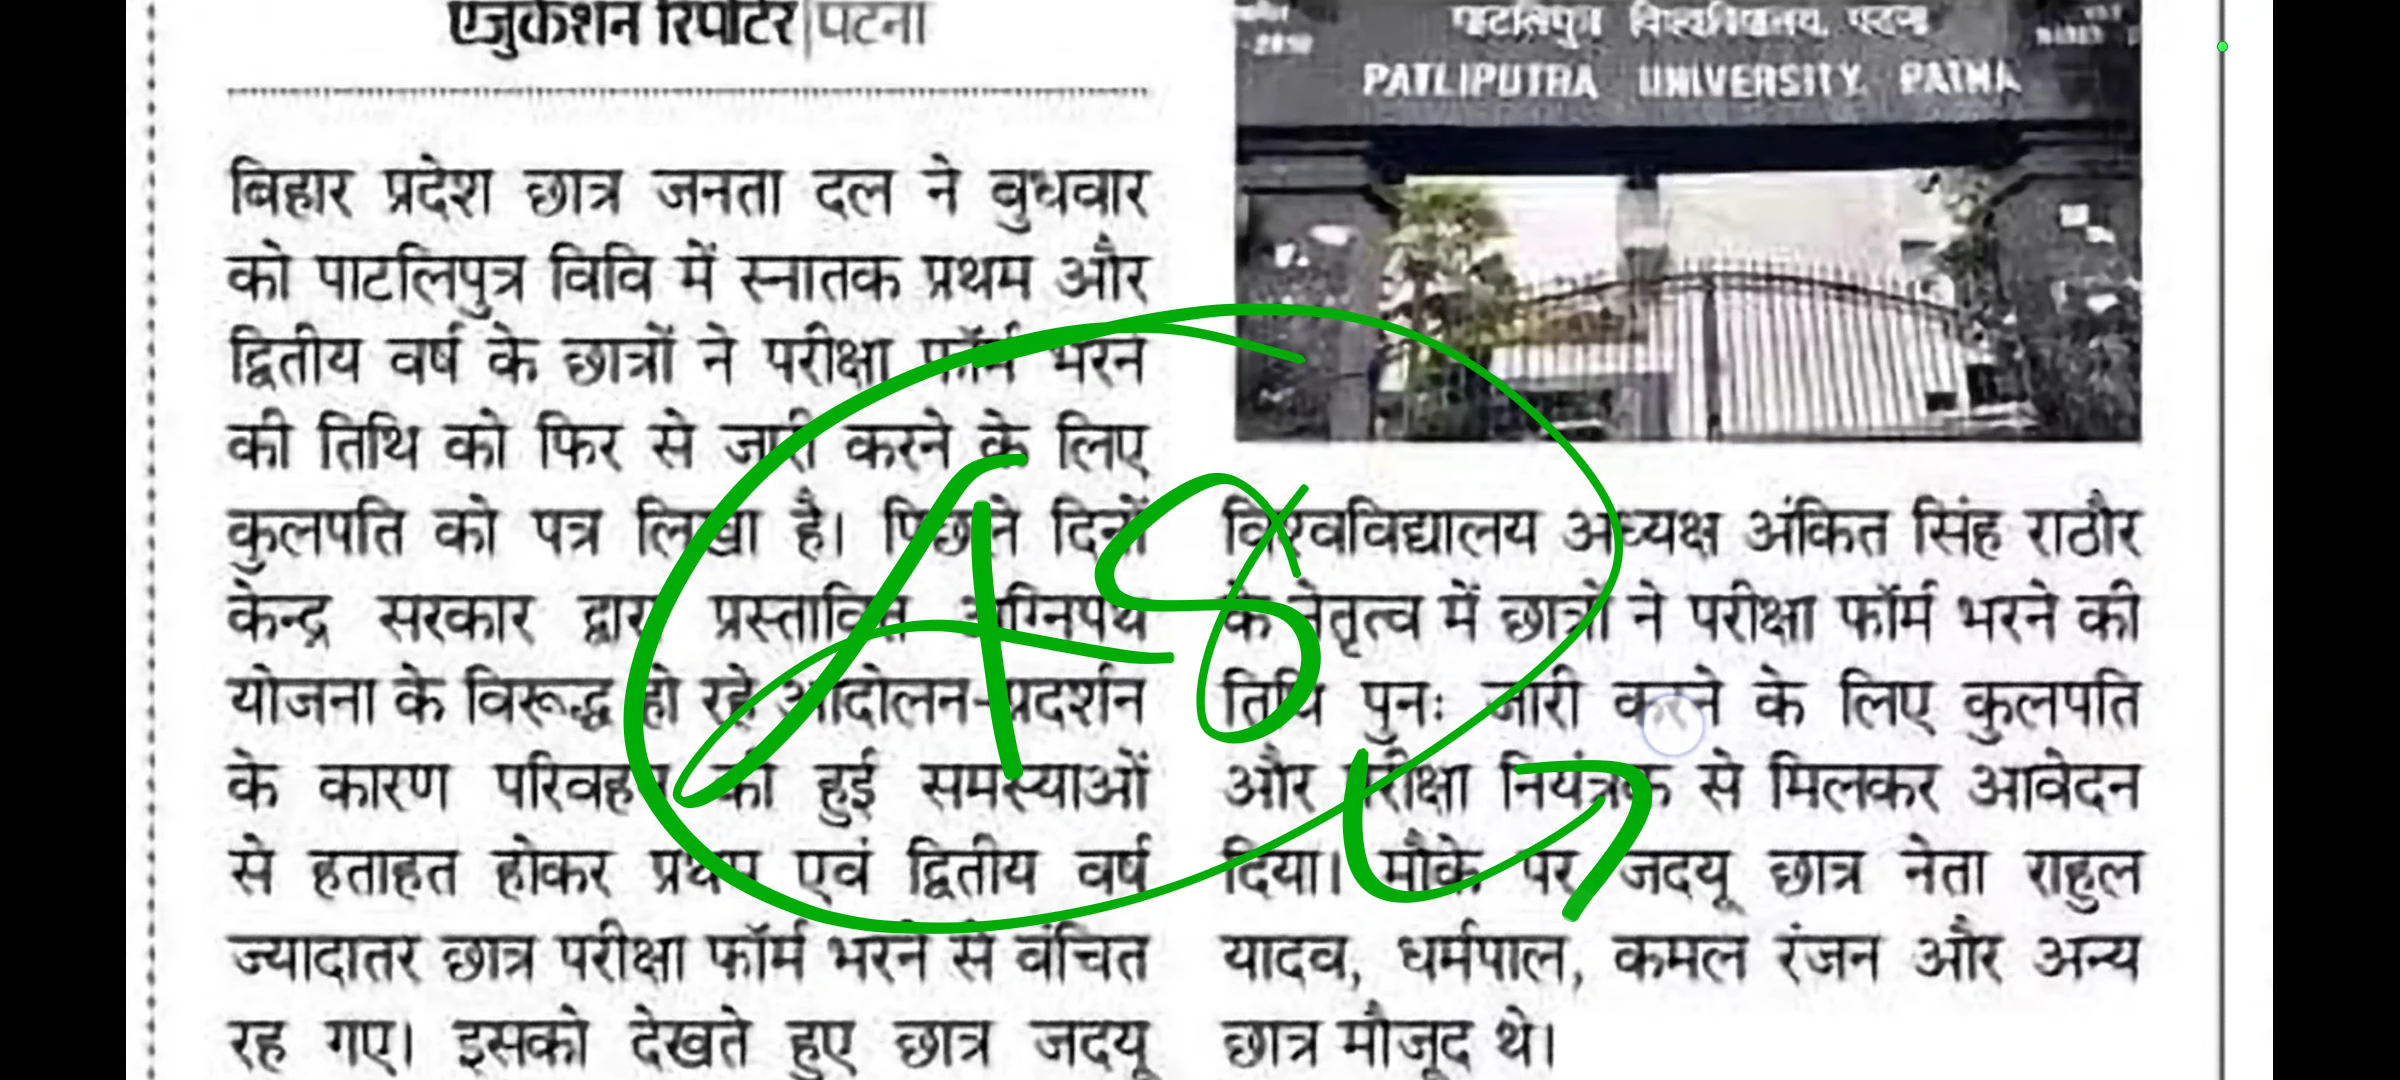 एजुकेशन रिपोर्टर|पटना
बिहार प्रदेश छात्र जनता दल ने बुधवार
को पाटलिपुत्र विवि में स्नातक प्रथम और
द्वितीय वर्ष के छात्रों ने परीक्षा फॉर्म भरने
की तिथि को फिर से जारी करने के लिए
कुलपति को पत्र लिखा है। पिछले दिनों
केन्द्र सरकार द्वारा प्रस्तावित अग्निपथ
योजना के विरूद्ध हो रहे आंदोलन-प्रदर्शन
के कारण परिवहन की हुई समस्याओं
से हताहत होकर प्रथम एवं द्वितीय वर्ष
ज्यादातर छात्र परीक्षा फॉर्म भरने से वंचित
रह गए। इसको देखते हुए छात्र जदयू
पाटलिपुत्र विश्वविद्यालय, पटना
PATLIPUTRA UNIVERSITY, PATNA
विश्वविद्यालय अध्यक्ष अंकित सिंह राठौर
के नेतृत्व में छात्रों ने परीक्षा फॉर्म भरने की
तिथि पुनः जारी करने के लिए कुलपति
और परीक्षा नियंत्रक से मिलकर आवेदन
दिया। मौके पर जदयू छात्र नेता राहुल
यादव, धर्मपाल, कमल रंजन और अन्य
छात्र मौजूद थे।